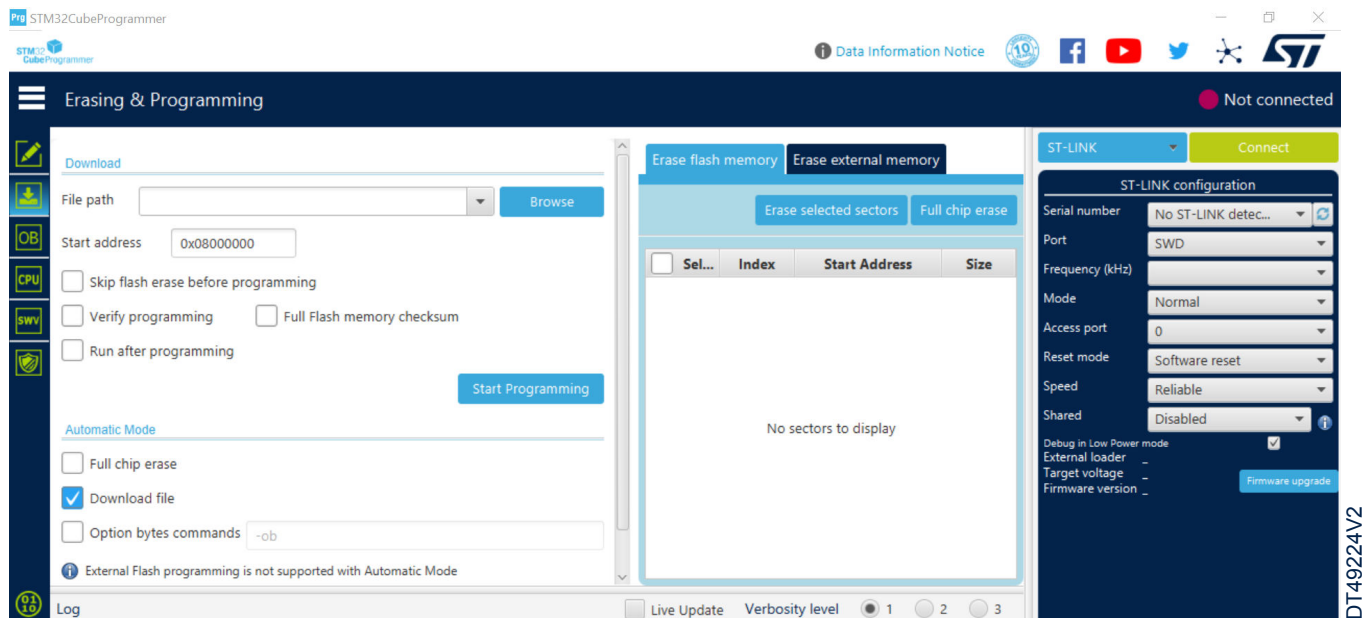 Prg STM32CubeProgrammer
STM32
CubeProgrammer
Data Information Notice
10
Erasing & Programming
Not connected
Download
File path
Browse
Start address
0x08000000
Skip flash erase before programming
Verify programming
Full Flash memory checksum
Run after programming
Start Programming
Automatic Mode
Full chip erase
Download file
Option bytes commands
-ob
External Flash programming is not supported with Automatic Mode
OB
CPU
SWV
Erase flash memory
Erase external memory
Erase selected sectors
Full chip erase
Sel... Index Start Address Size
No sectors to display
ST-LINK
Connect
ST-LINK configuration
Serial number No ST-LINK detec...
Port SWD
Frequency (kHz)
Mode Normal
Access port 0
Reset mode Software reset
Speed Reliable
Shared Disabled
Debug in Low Power mode
External loader _
Target voltage _
Firmware version _
Firmware upgrade
01
10
Log
Live Update Verbosity level 1 2 3
DT49224V2